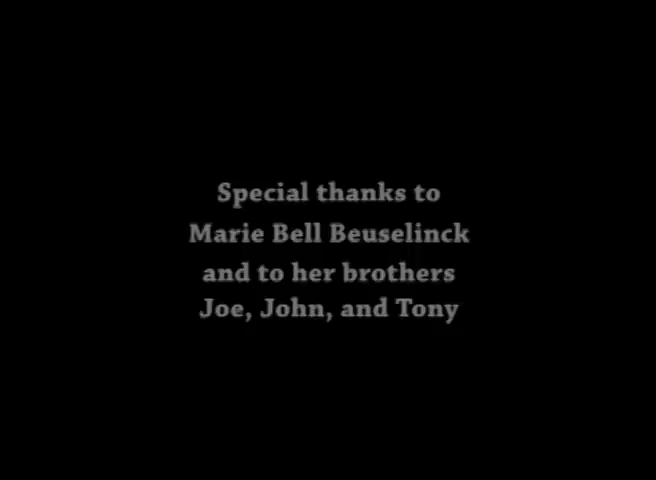 Special thanks to
Marie Bell Beuselinck
and to her brothers
Joe, John, and Tony